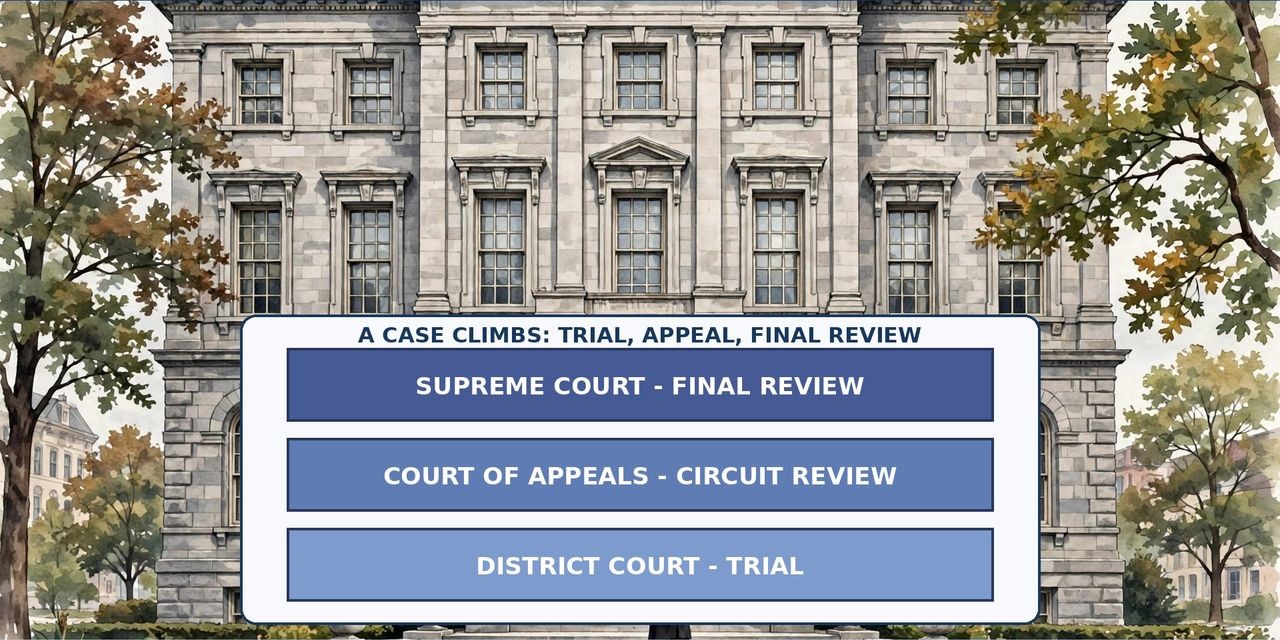 A CASE CLIMBS: TRIAL, APPEAL, FINAL REVIEW
SUPREME COURT - FINAL REVIEW
COURT OF APPEALS - CIRCUIT REVIEW
DISTRICT COURT - TRIAL